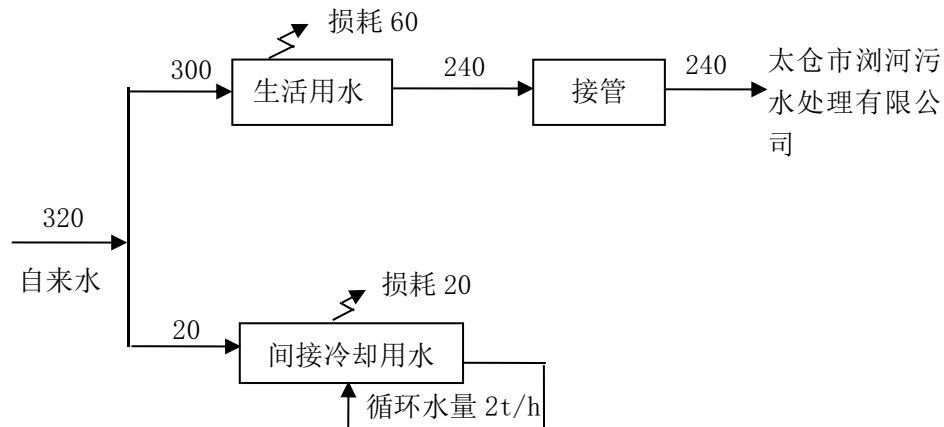 损耗 60
300
生活用水
240
接管
240
太仓市浏河污
水处理有限公
司
320
自来水
损耗 20
20
间接冷却用水
循环水量 2t/h